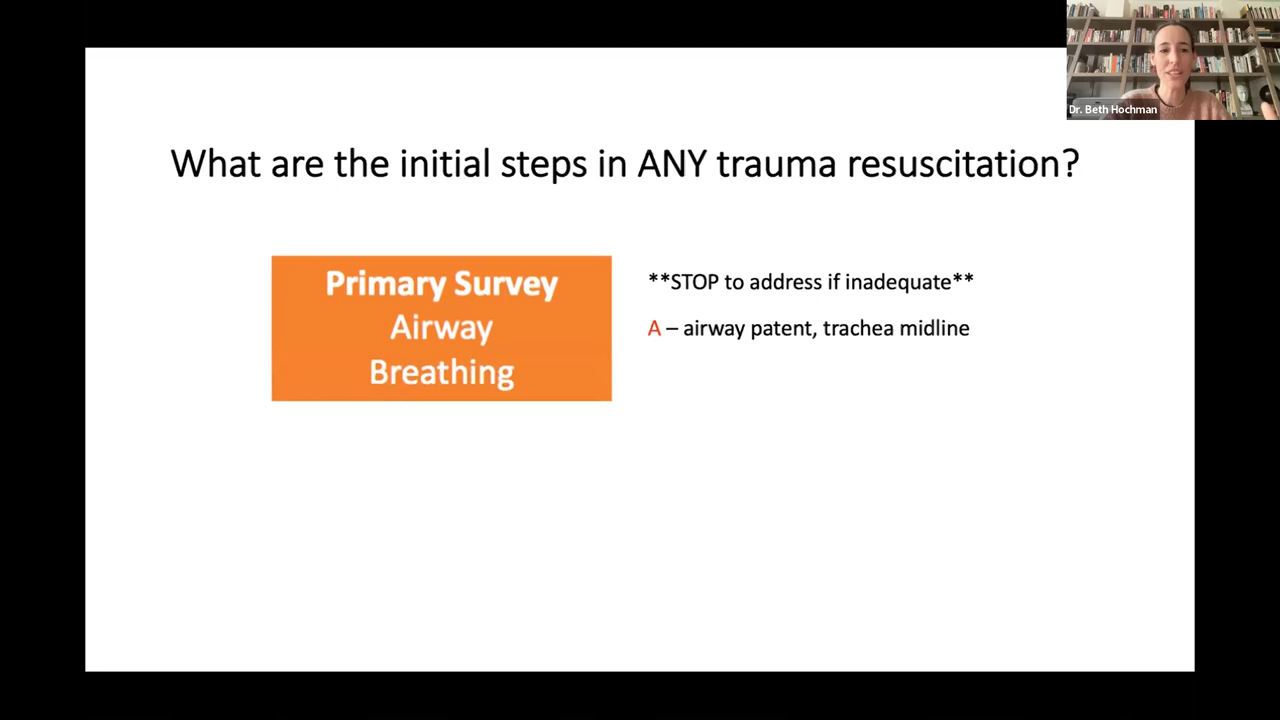 Dr. Beth Hochman
What are the initial steps in ANY trauma resuscitation?
Primary Survey
Airway
Breathing
**STOP to address if inadequate**
A – airway patent, trachea midline